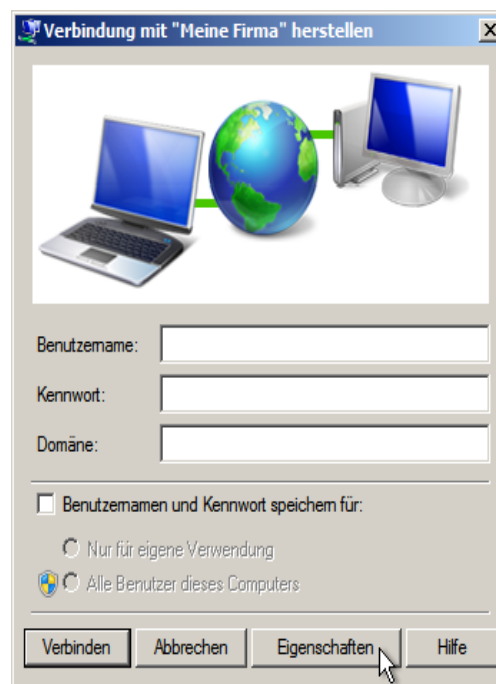 Verbindung mit "Meine Firma" herstellen
Benutzername:
Kennwort:
Domäne:
Benutzernamen und Kennwort speichern für:
Nur für eigene Verwendung
Alle Benutzer dieses Computers
Verbinden Abbrechen Eigenschaften Hilfe